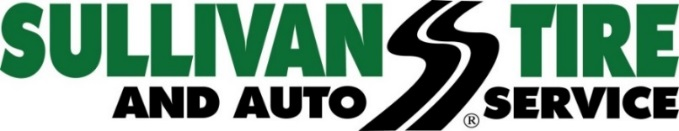 SULLIVAN TIRE
AND AUTO SERVICE
®